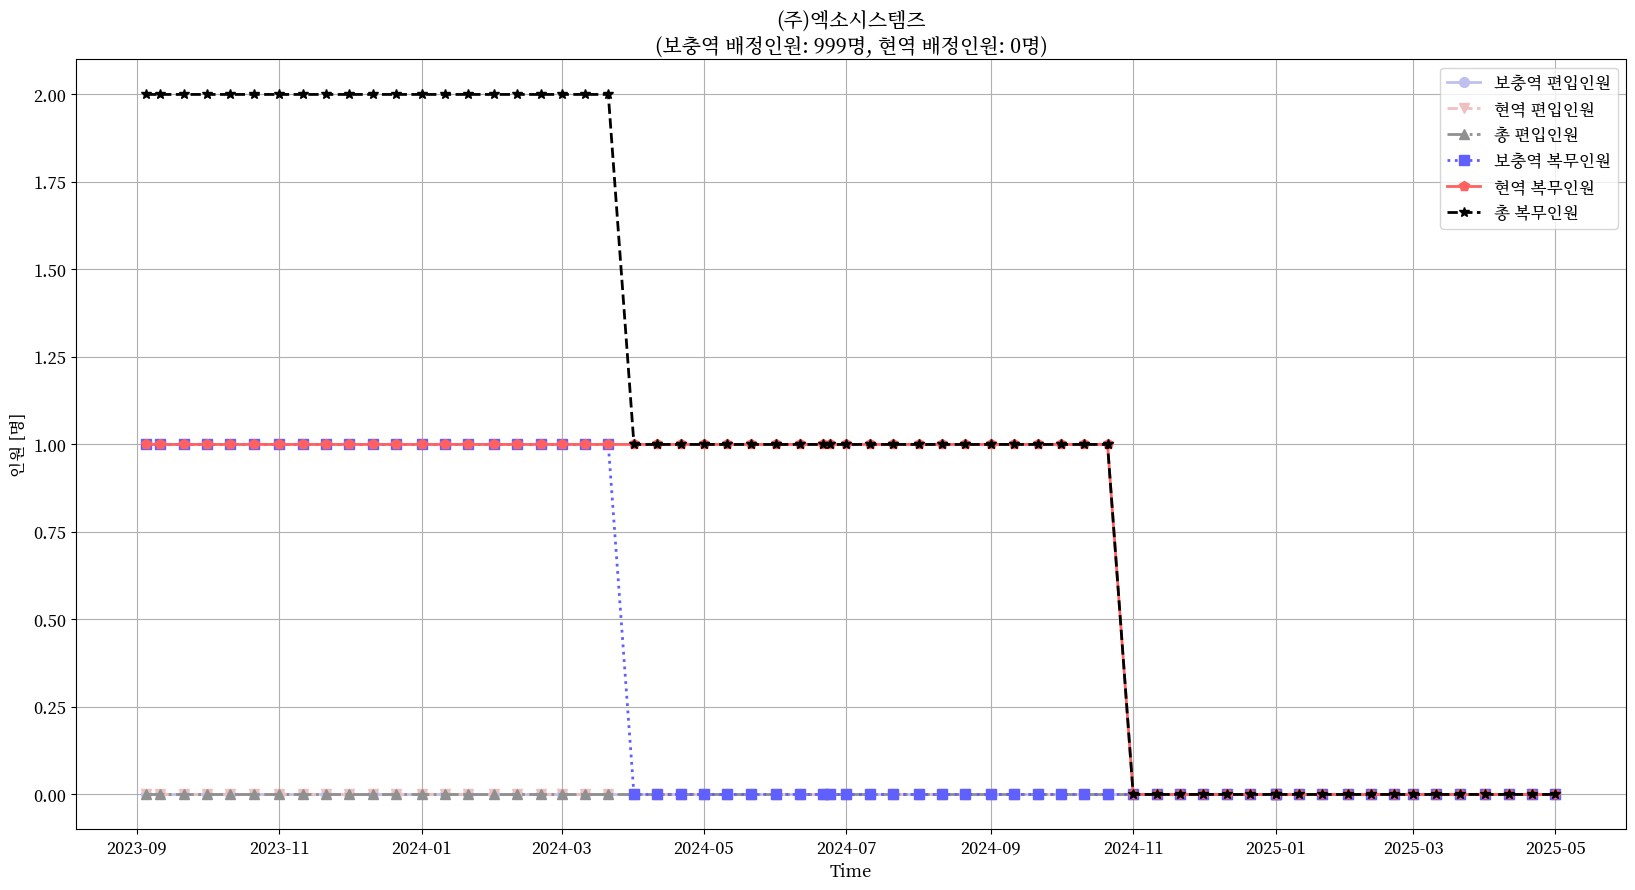 (주)엑소시스템즈
(보충역 배정인원: 999명, 현역 배정인원: 0명)
보충역 편입인원
현역 편입인원
총 편입인원
보충역 복무인원
현역 복무인원
총 복무인원
인원 [명]
2.00
1.75
1.50
1.25
1.00
0.75
0.50
0.25
0.00
2023-09 2023-11 2024-01 2024-03 2024-05 2024-07 2024-09 2024-11 2025-01 2025-03 2025-05
Time